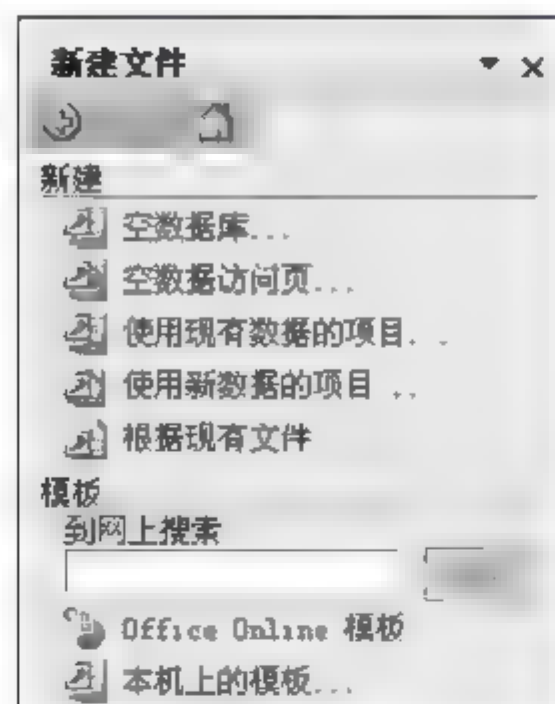 新建文件
新建
空数据库...
空数据访问页...
使用现有数据的项目. .
使用新数据的项目 ..
根据现有文件
模板
到网上搜索
Office Online 模板
本机上的模板...